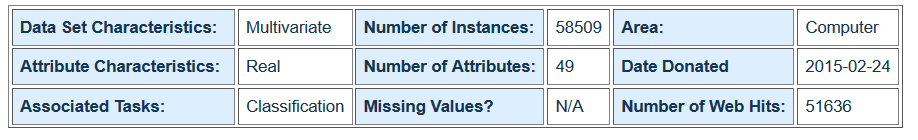 Data Set Characteristics: Multivariate Number of Instances: 58509 Area: Computer
Attribute Characteristics: Real Number of Attributes: 49 Date Donated 2015-02-24
Associated Tasks: Classification Missing Values? N/A Number of Web Hits: 51636